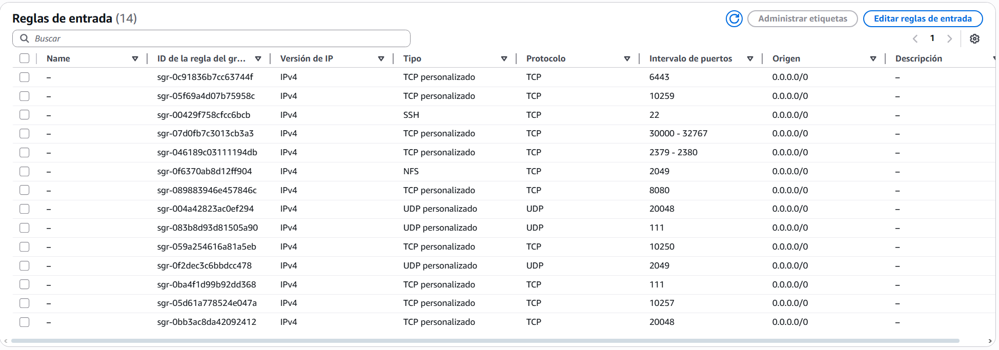 Reglas de entrada (14)
Administrar etiquetas
Editar reglas de entrada
Buscar
1
Name ID de la regla del gr... Versión de IP Tipo Protocolo Intervalo de puertos Origen Descripción
– sgr-0c91836b7cc63744f IPv4 TCP personalizado TCP 6443 0.0.0.0/0 –
– sgr-05f69a4d07b75958c IPv4 TCP personalizado TCP 10259 0.0.0.0/0 –
– sgr-00429f758cfcc6bcb IPv4 SSH TCP 22 0.0.0.0/0 –
– sgr-07d0fb7c3013cb3a3 IPv4 TCP personalizado TCP 30000 - 32767 0.0.0.0/0 –
– sgr-046189c03111194db IPv4 TCP personalizado TCP 2379 - 2380 0.0.0.0/0 –
– sgr-0f6370ab8d12ff904 IPv4 NFS TCP 2049 0.0.0.0/0 –
– sgr-089883946e457846c IPv4 TCP personalizado TCP 8080 0.0.0.0/0 –
– sgr-004a42823ac0ef294 IPv4 UDP personalizado UDP 20048 0.0.0.0/0 –
– sgr-083b8d93d81505a90 IPv4 UDP personalizado UDP 111 0.0.0.0/0 –
– sgr-059a254616a81a5eb IPv4 TCP personalizado TCP 10250 0.0.0.0/0 –
– sgr-0f2dec3c6bbdcc478 IPv4 UDP personalizado UDP 2049 0.0.0.0/0 –
– sgr-0ba4f1d99b92dd368 IPv4 TCP personalizado TCP 111 0.0.0.0/0 –
– sgr-05d61a778524e047a IPv4 TCP personalizado TCP 10257 0.0.0.0/0 –
– sgr-0bb3ac8da42092412 IPv4 TCP personalizado TCP 20048 0.0.0.0/0 –